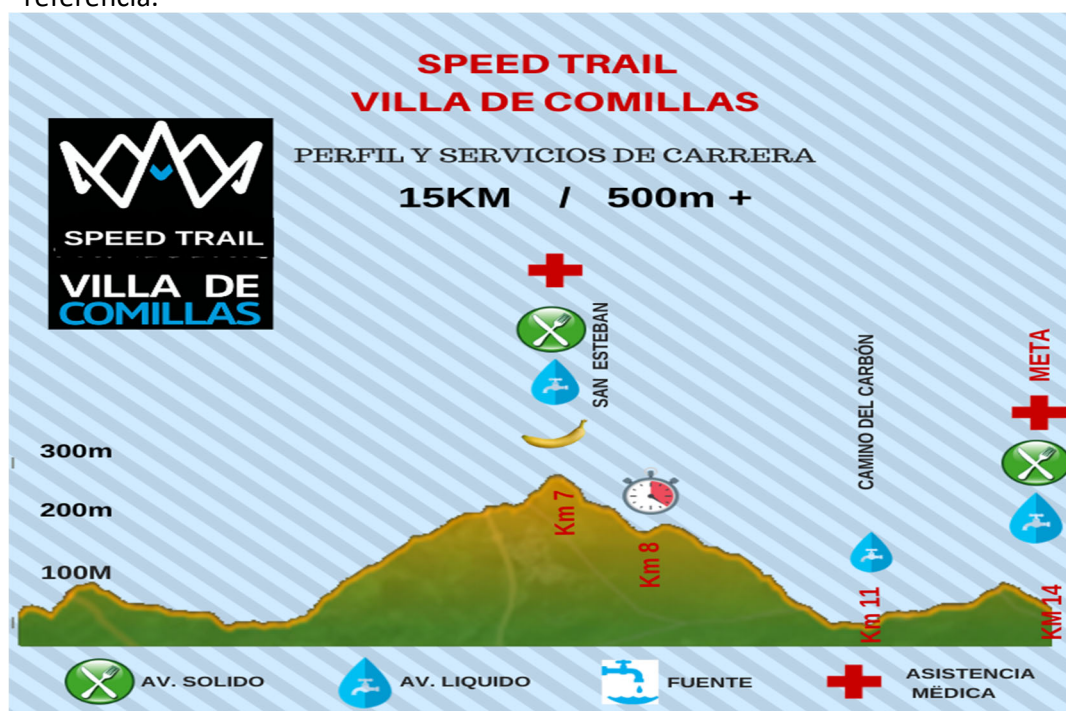 referencia.
SPEED TRAIL
VILLA DE COMILLAS
PERFIL Y SERVICIOS DE CARRERA
15KM / 500m +
SPEED TRAIL
VILLA DE
COMILLAS
SAN ESTEBAN
CAMINO DEL CARBÓN
META
300m
200m
100M
Km 7
Km 8
Km 11
KM 14
AV. SOLIDO
AV. LIQUIDO
FUENTE
ASISTENCIA
MËDICA